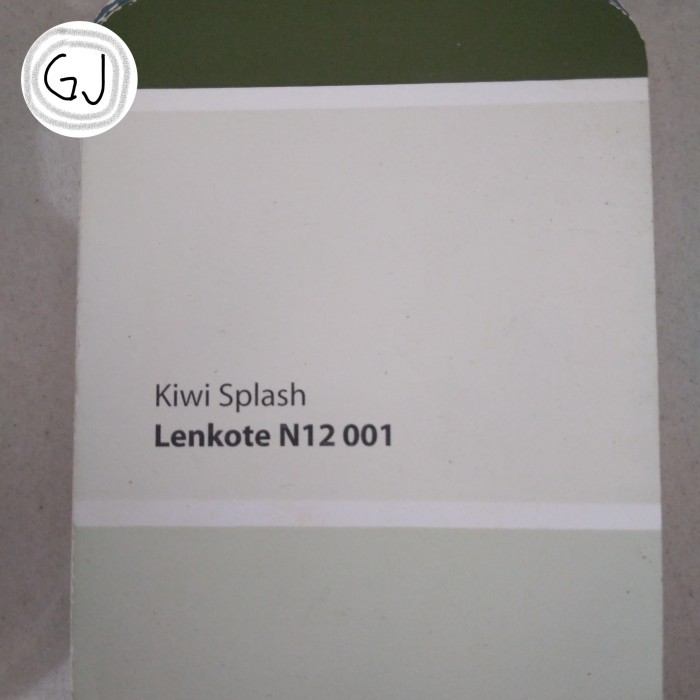 GJ
Kiwi Splash
Lenkote N12 001